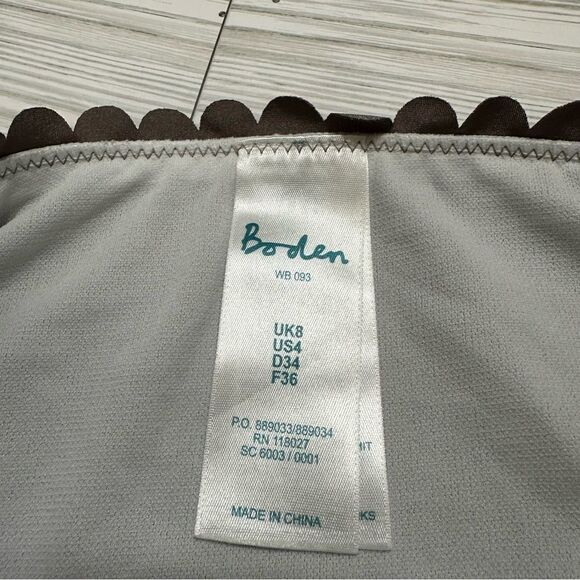 Boden
WB 093
UK8
US4
D34
F36
P.O. 889033/889034
RN 118027
SC 6003 / 0001
MADE IN CHINA